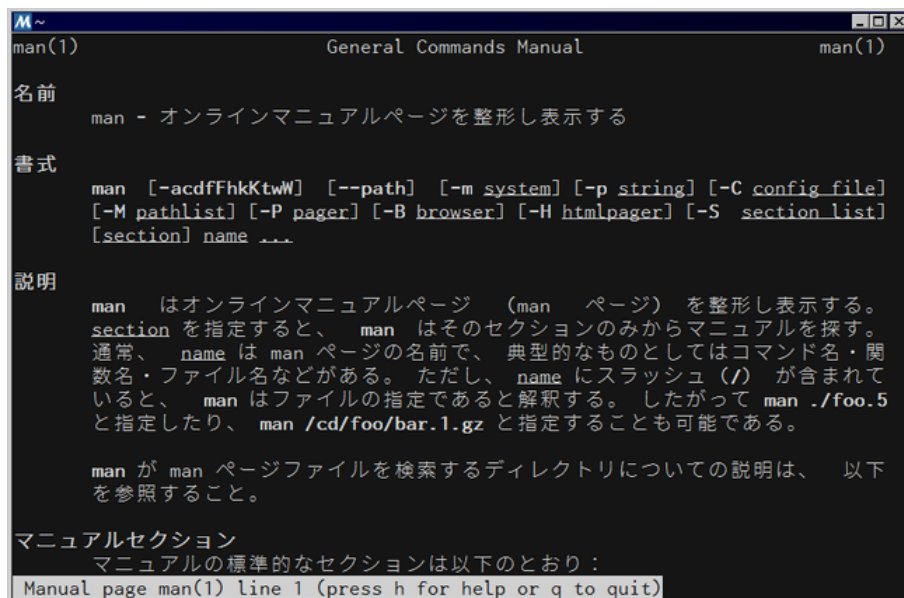 M ~
man(1) General Commands Manual man(1)
名前
man - オンラインマニュアルページを整形し表示する
書式
man [-acdfFhkKtwW] [--path] [-m system] [-p string] [-C config_file]
[-M pathlist] [-P pager] [-B browser] [-H htmlpager] [-S section_list]
[section] name ...
説明
man はオンラインマニュアルページ (man ページ) を整形し表示する。
section を指定すると、 man はそのセクションのみからマニュアルを探す。
通常、 name は man ページの名前で、 典型的なものとしてはコマンド名・関
数名・ファイル名などがある。 ただし、 name にスラッシュ (/) が含まれて
いると、 man はファイルの指定であると解釈する。 したがって man ./foo.5
と指定したり、 man /cd/foo/bar.1.gz と指定することも可能である。
man が man ページファイルを検索するディレクトリについての説明は、 以下
を参照すること。
マニュアルセクション
マニュアルの標準的なセクションは以下のとおり：
Manual page man(1) line 1 (press h for help or q to quit)